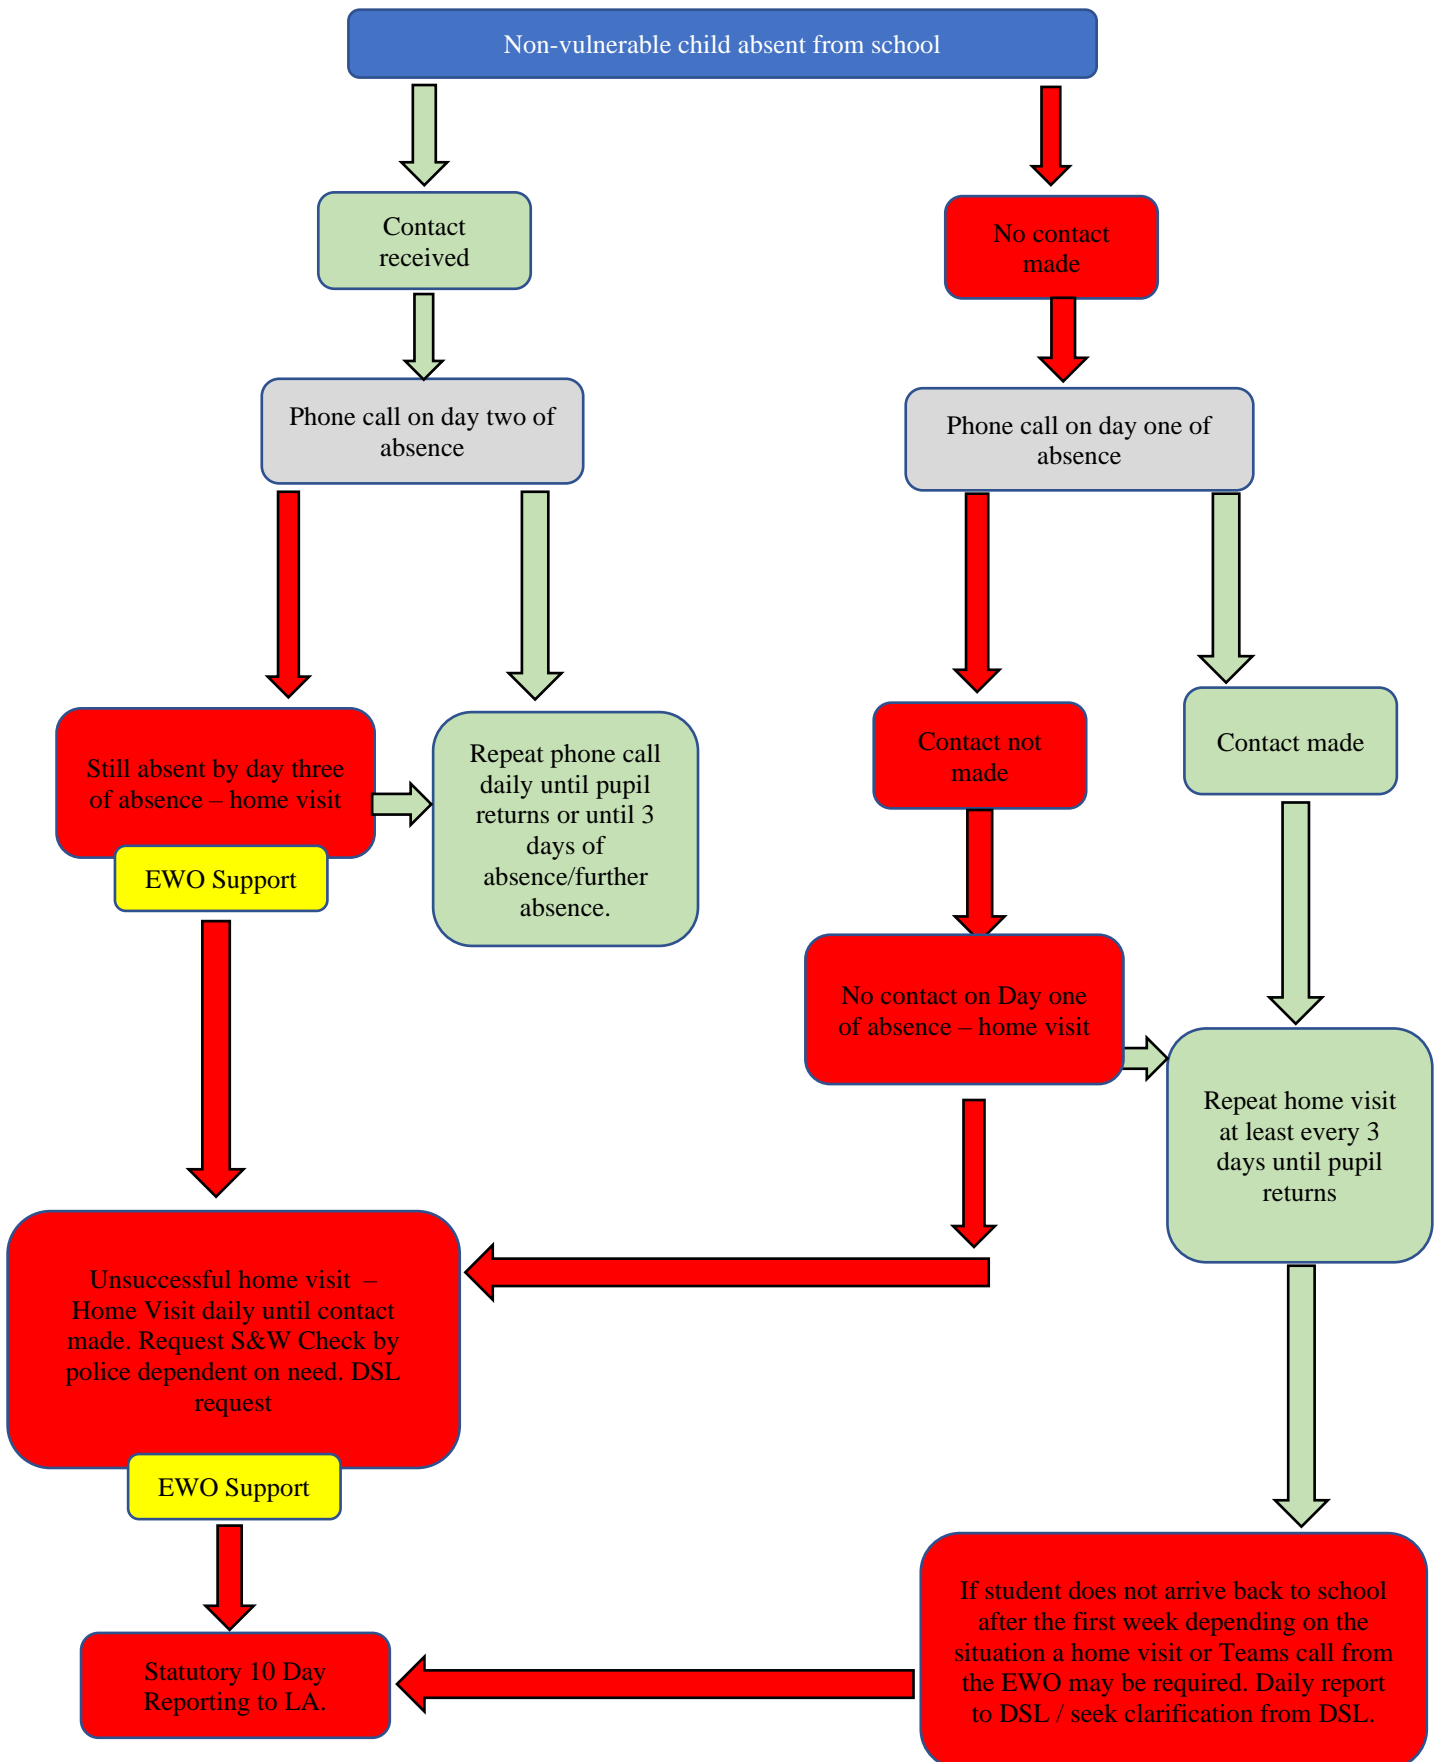 Non-vulnerable child absent from school
Contact
received
No contact
made
Phone call on day two of
absence
Phone call on day one of
absence
Still absent by day three
of absence – home visit
EWO Support
Repeat phone call
daily until pupil
returns or until 3
days of
absence/further
absence.
Contact not
made
Contact made
No contact on Day one
of absence – home visit
Repeat home visit
at least every 3
days until pupil
returns
Unsuccessful home visit –
Home Visit daily until contact
made. Request S&W Check by
police dependent on need. DSL
request
EWO Support
If student does not arrive back to school
after the first week depending on the
situation a home visit or Teams call from
the EWO may be required. Daily report
to DSL / seek clarification from DSL.
Statutory 10 Day
Reporting to LA.